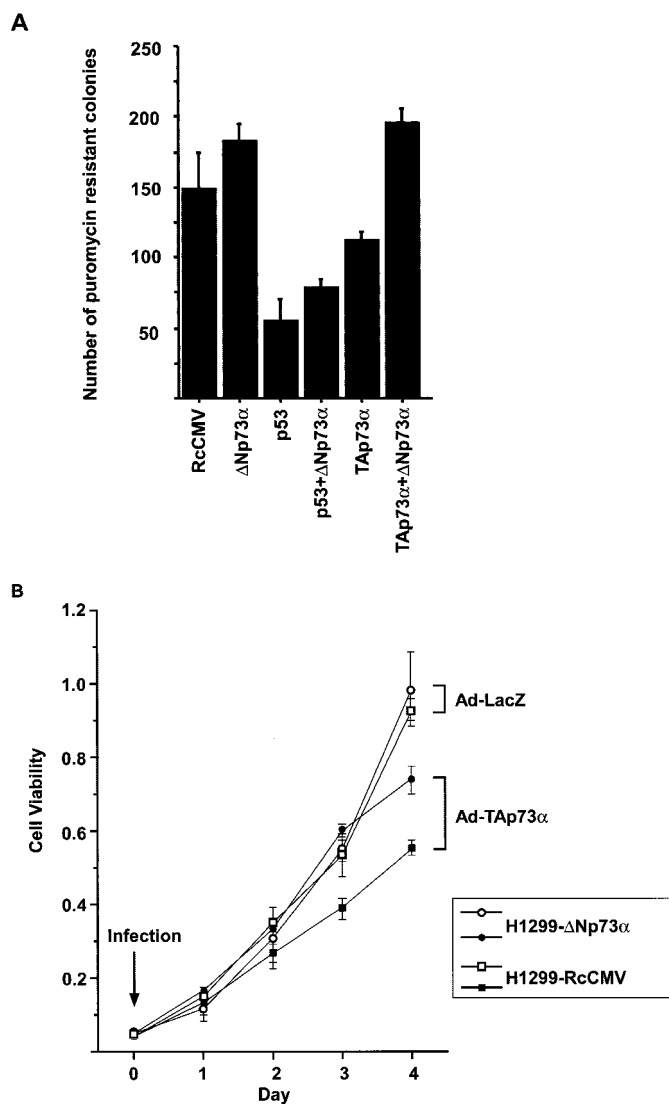 A
Number of puromycin resistant colonies
250
200
150
100
50
RcCMV
ΔNp73α
p53
p53+ΔNp73α
TAp73α
TAp73α+ΔNp73α
B
Cell Viability
1.2
1.0
0.8
0.6
0.4
0.2
Infection
Ad-LacZ
Ad-TAp73α
H1299-ΔNp73α
H1299-RcCMV
0 1 2 3 4
Day